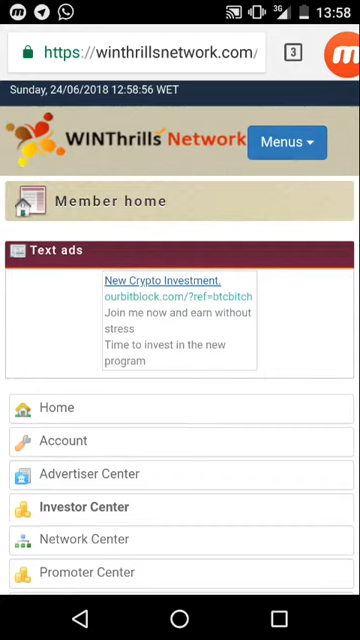 3G 13:58
https://winthrillsnetwork.com/ 3
Sunday, 24/06/2018 12:58:56 WET
WINThrills Network
Menus
Member home
Text ads
New Crypto Investment.
ourbitblock.com/?ref=btcbitch
Join me now and earn without
stress
Time to invest in the new
program
Home
Account
Advertiser Center
Investor Center
Network Center
Promoter Center